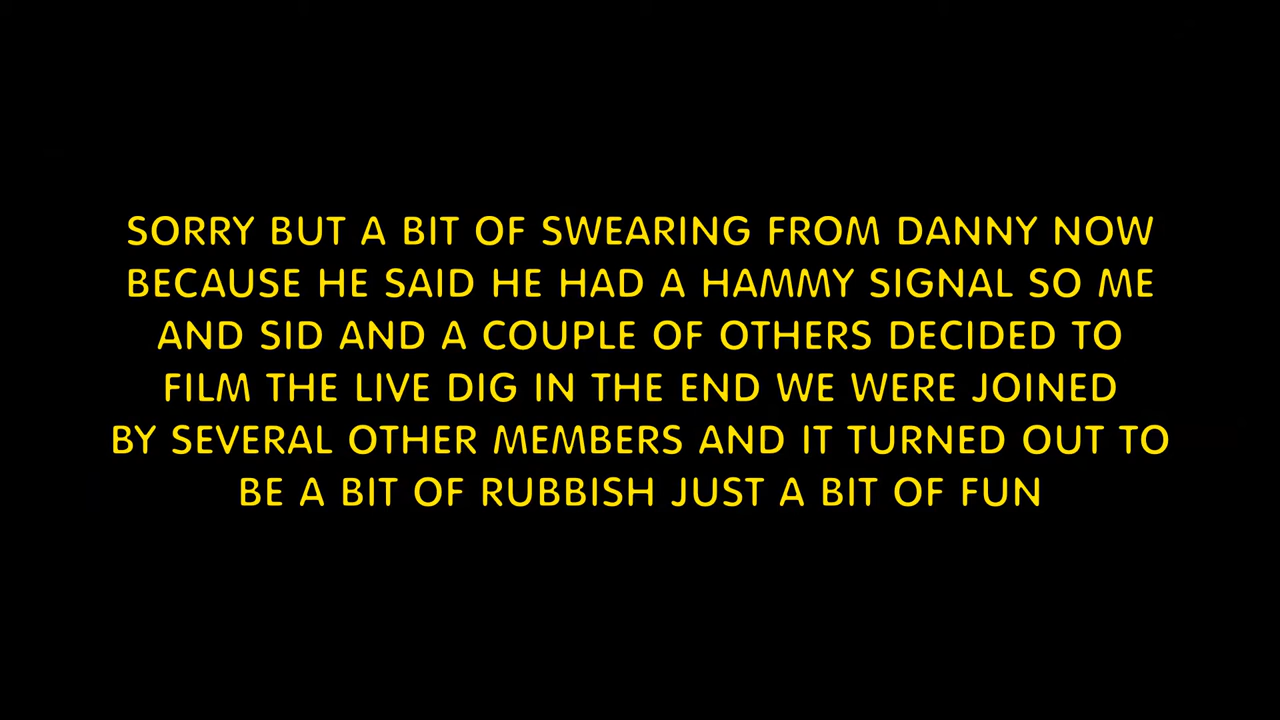 SORRY BUT A BIT OF SWEARING FROM DANNY NOW
BECAUSE HE SAID HE HAD A HAMMY SIGNAL SO ME
AND SID AND A COUPLE OF OTHERS DECIDED TO
FILM THE LIVE DIG IN THE END WE WERE JOINED
BY SEVERAL OTHER MEMBERS AND IT TURNED OUT TO
BE A BIT OF RUBBISH JUST A BIT OF FUN